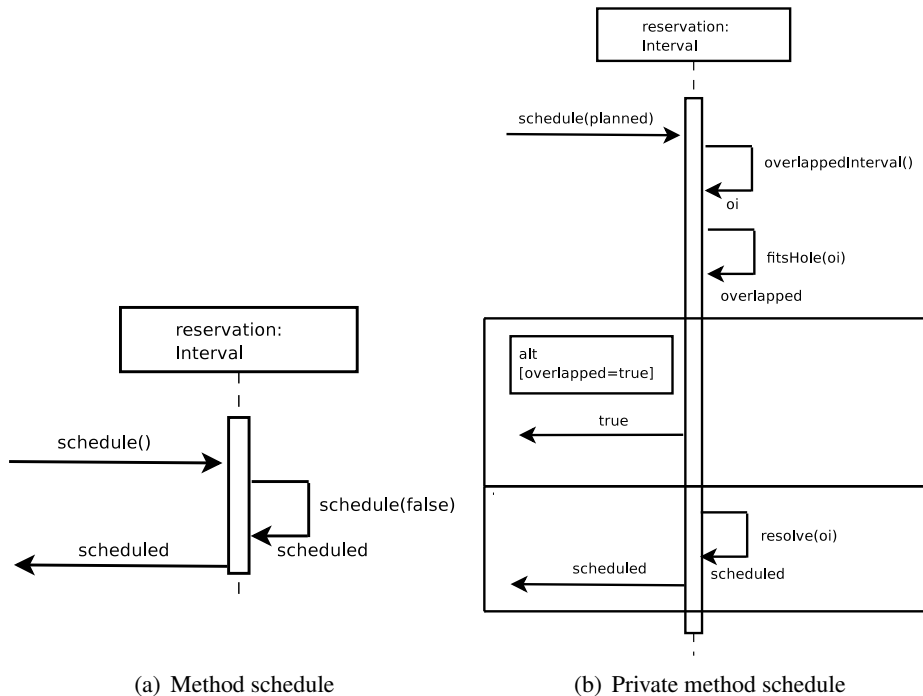 reservation:
Interval
schedule()
schedule(false)
scheduled
scheduled
(a) Method schedule
reservation:
Interval
schedule(planned)
overlappedInterval()
oi
fitsHole(oi)
overlapped
alt
[overlapped=true]
true
resolve(oi)
scheduled
scheduled
(b) Private method schedule